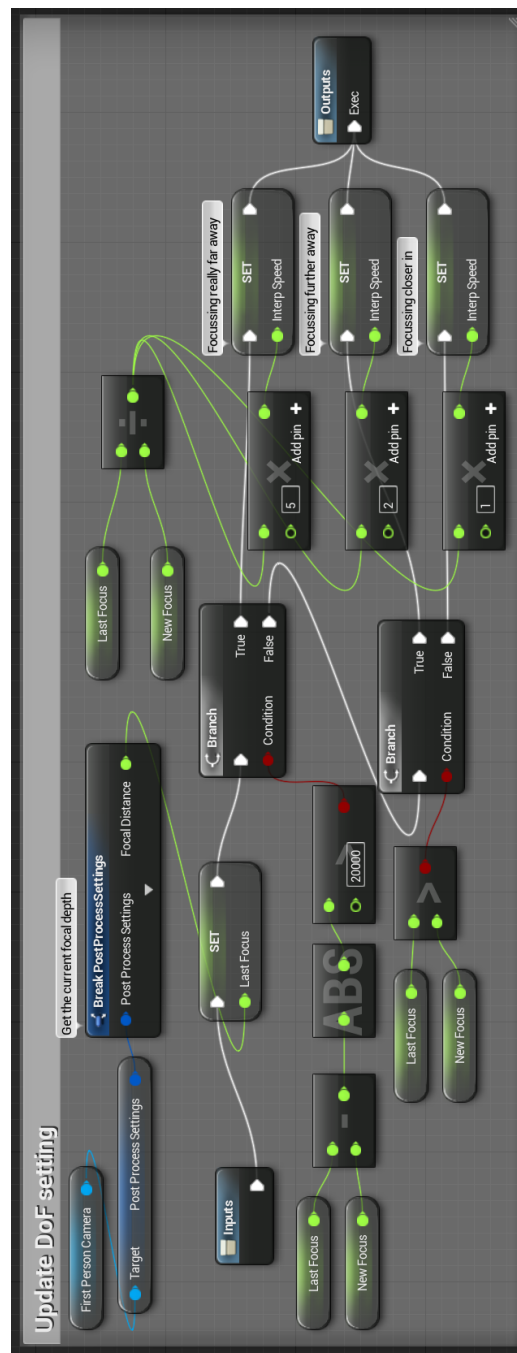 Update DoF setting
First Person Camera
Target
Post Process Settings
Get the current focal depth
Break PostProcessSettings
Post Process Settings
Focal Distance
Last Focus
New Focus
÷
Inputs
SET
Last Focus
Branch
True
Condition
False
5
Add pin
Focussing really far away
SET
Interp Speed
Last Focus
New Focus
-
ABS
>
20000
2
Add pin
Focussing further away
SET
Interp Speed
Last Focus
New Focus
>
Branch
True
Condition
False
1
Add pin
Focussing closer in
SET
Interp Speed
Outputs
Exec